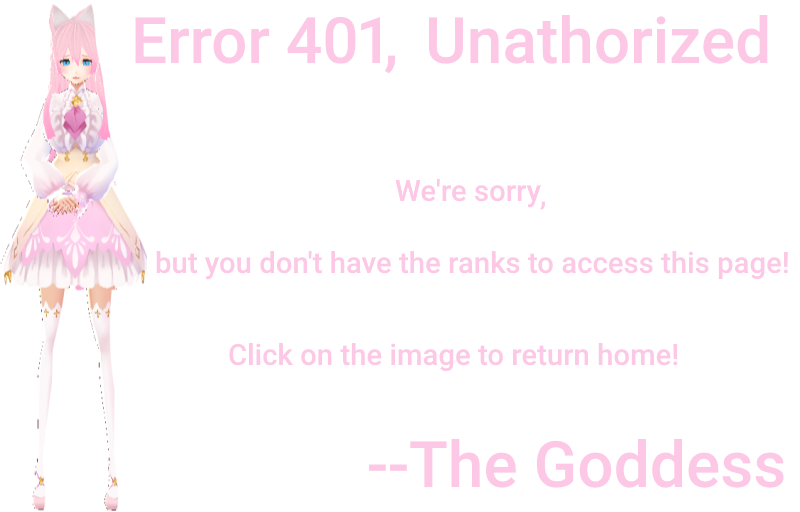 Error 401, Unathorized
We're sorry,
but you don't have the ranks to access this page!
Click on the image to return home!
--The Goddess